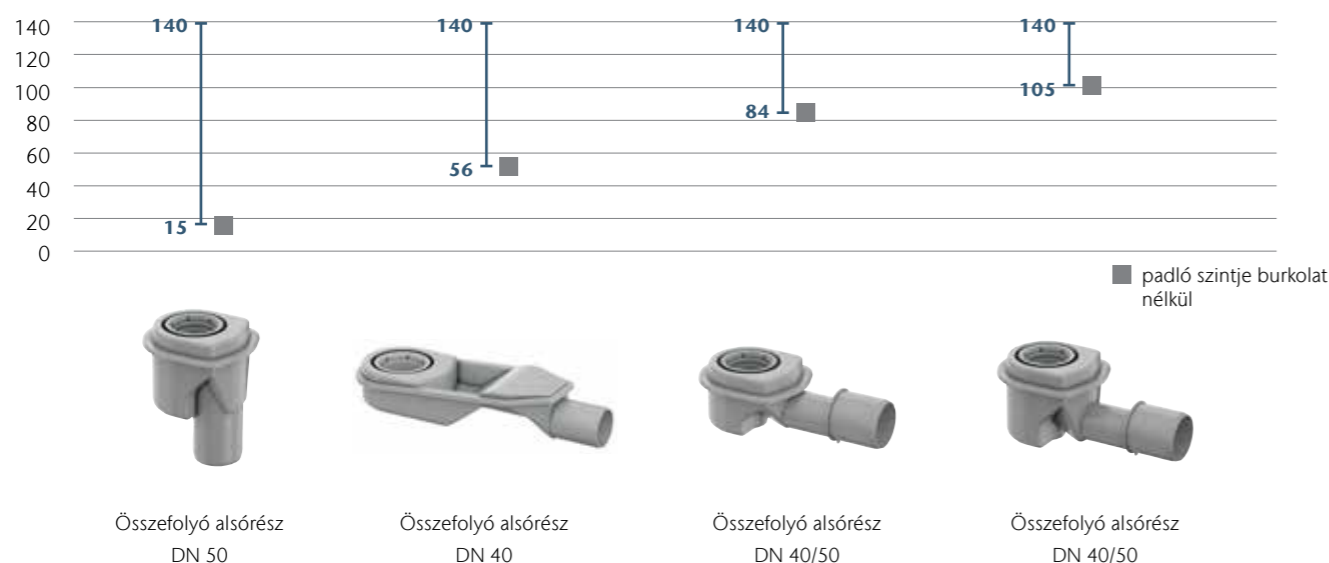 140 140 140 140 140
120
100 105
80 84
60 56
40
20 15
0
padló szintje burkolat
nélkül
Összefolyó alsórész Összefolyó alsórész Összefolyó alsórész Összefolyó alsórész
DN 50 DN 40 DN 40/50 DN 40/50